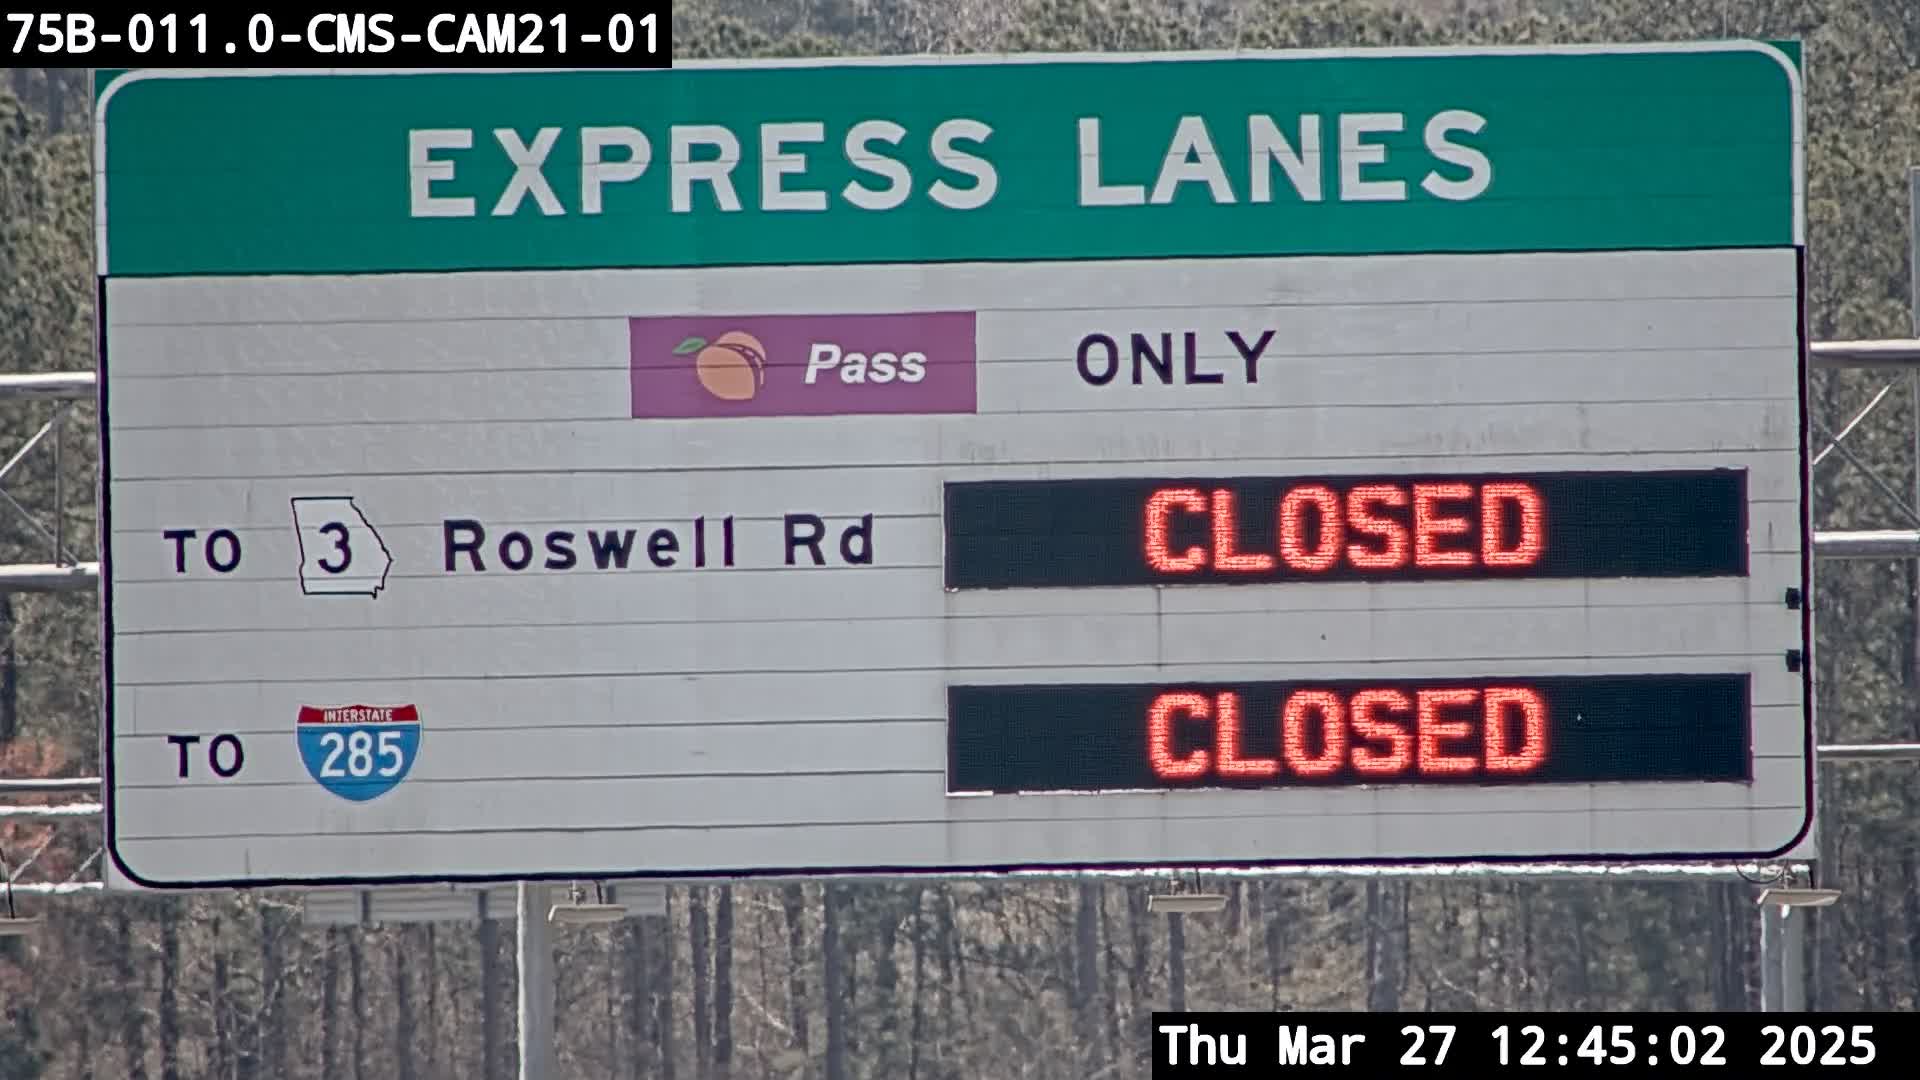 75B-011.0-CMS-CAM21-01
EXPRESS LANES
Pass ONLY
TO 3 Roswell Rd CLOSED
INTERSTATE
TO 285 CLOSED
Thu Mar 27 12:45:02 2025